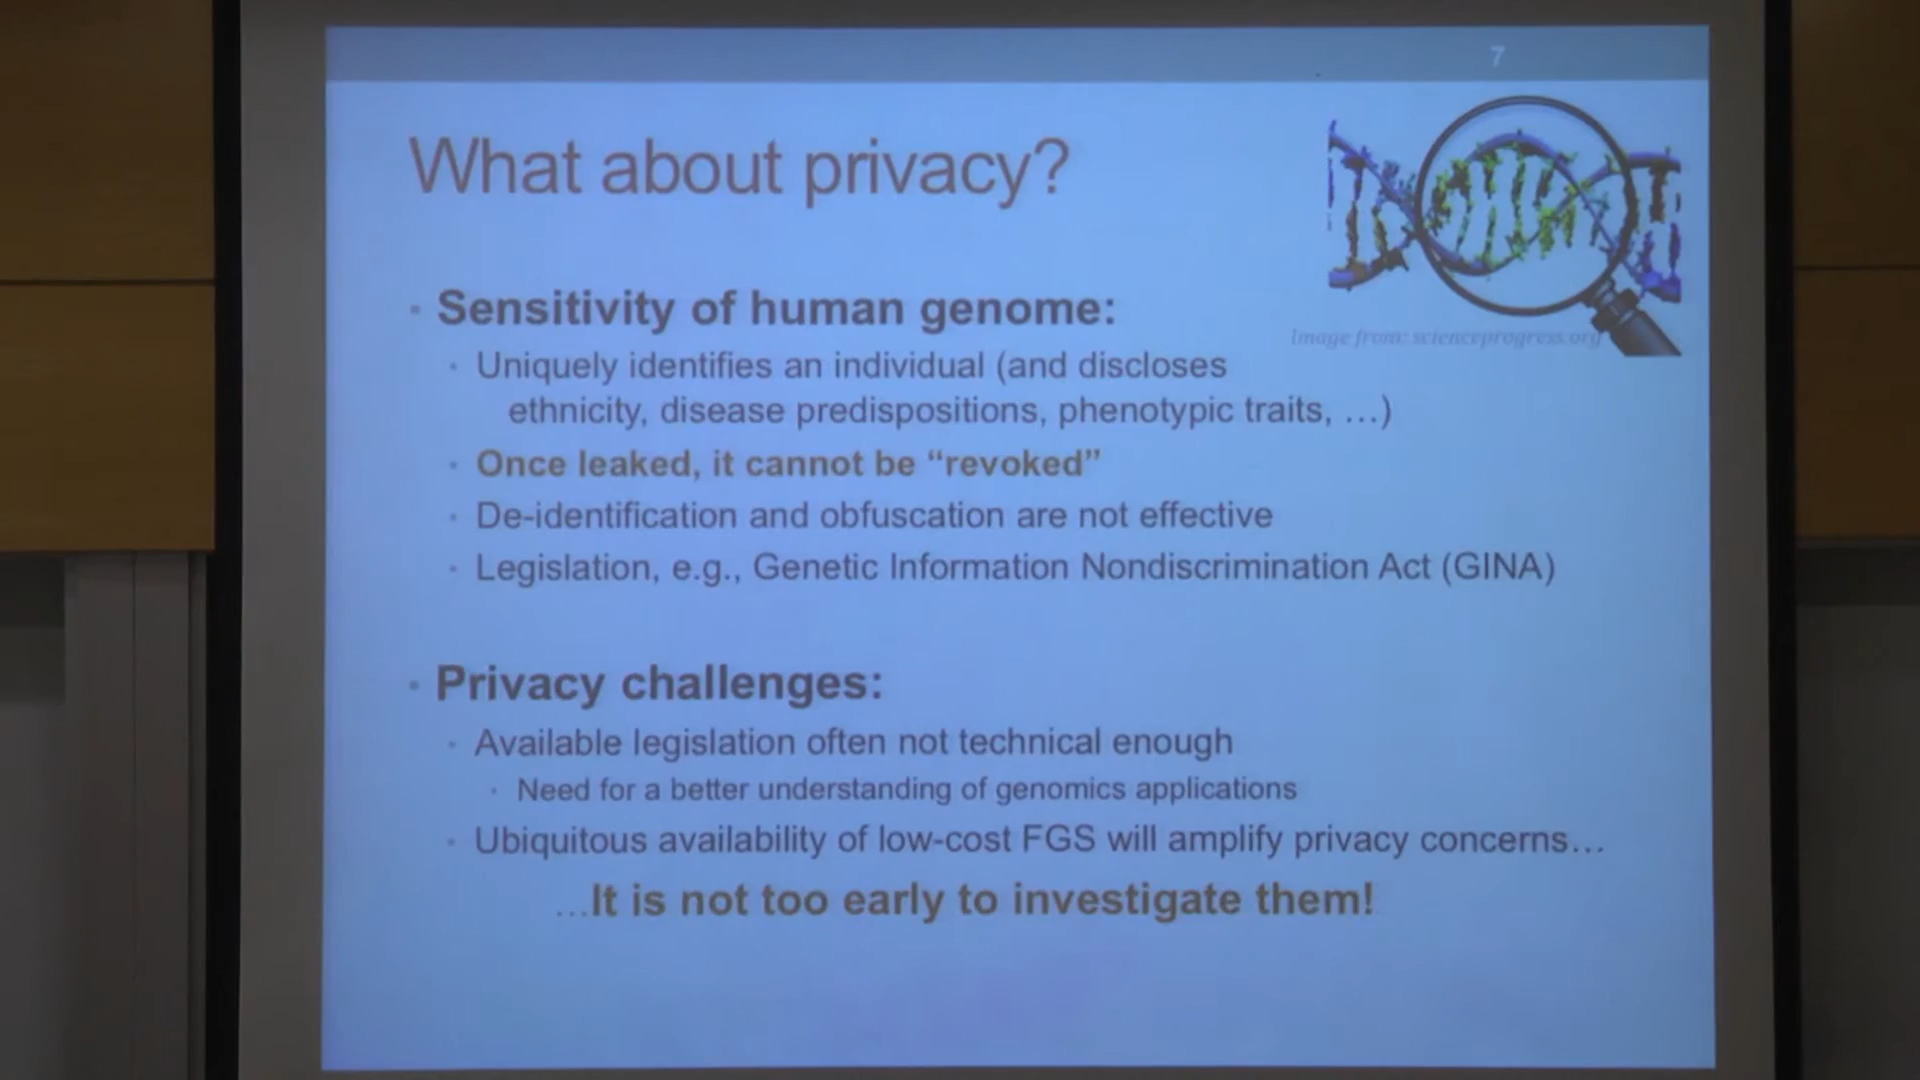 7
What about privacy?
Image from: scienceprogress.org
Sensitivity of human genome:
Uniquely identifies an individual (and discloses
ethnicity, disease predispositions, phenotypic traits, …)
Once leaked, it cannot be “revoked”
De-identification and obfuscation are not effective
Legislation, e.g., Genetic Information Nondiscrimination Act (GINA)
Privacy challenges:
Available legislation often not technical enough
Need for a better understanding of genomics applications
Ubiquitous availability of low-cost FGS will amplify privacy concerns…
…It is not too early to investigate them!